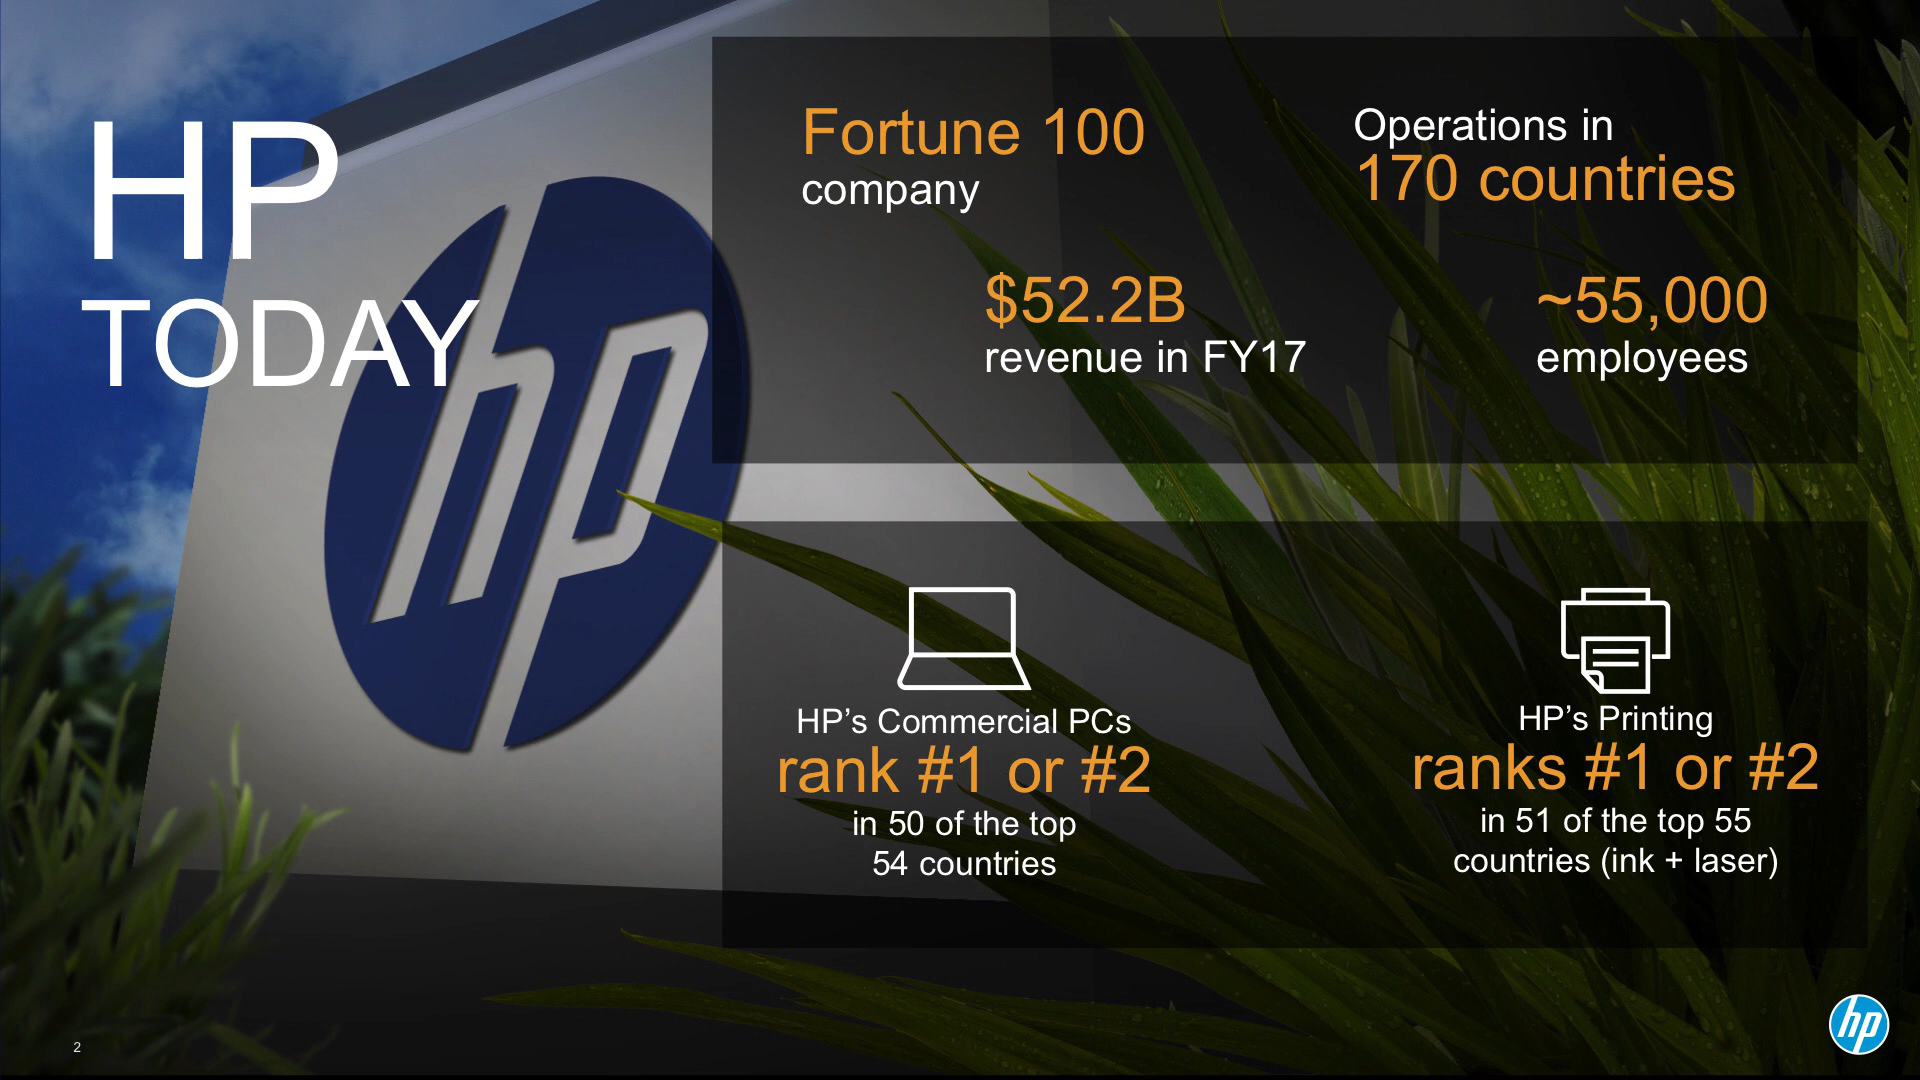 HP
TODAY
hp
Fortune 100
company
Operations in
170 countries
$52.2B
revenue in FY17
~55,000
employees
HP’s Commercial PCs
rank #1 or #2
in 50 of the top
54 countries
HP’s Printing
ranks #1 or #2
in 51 of the top 55
countries (ink + laser)
2
hp